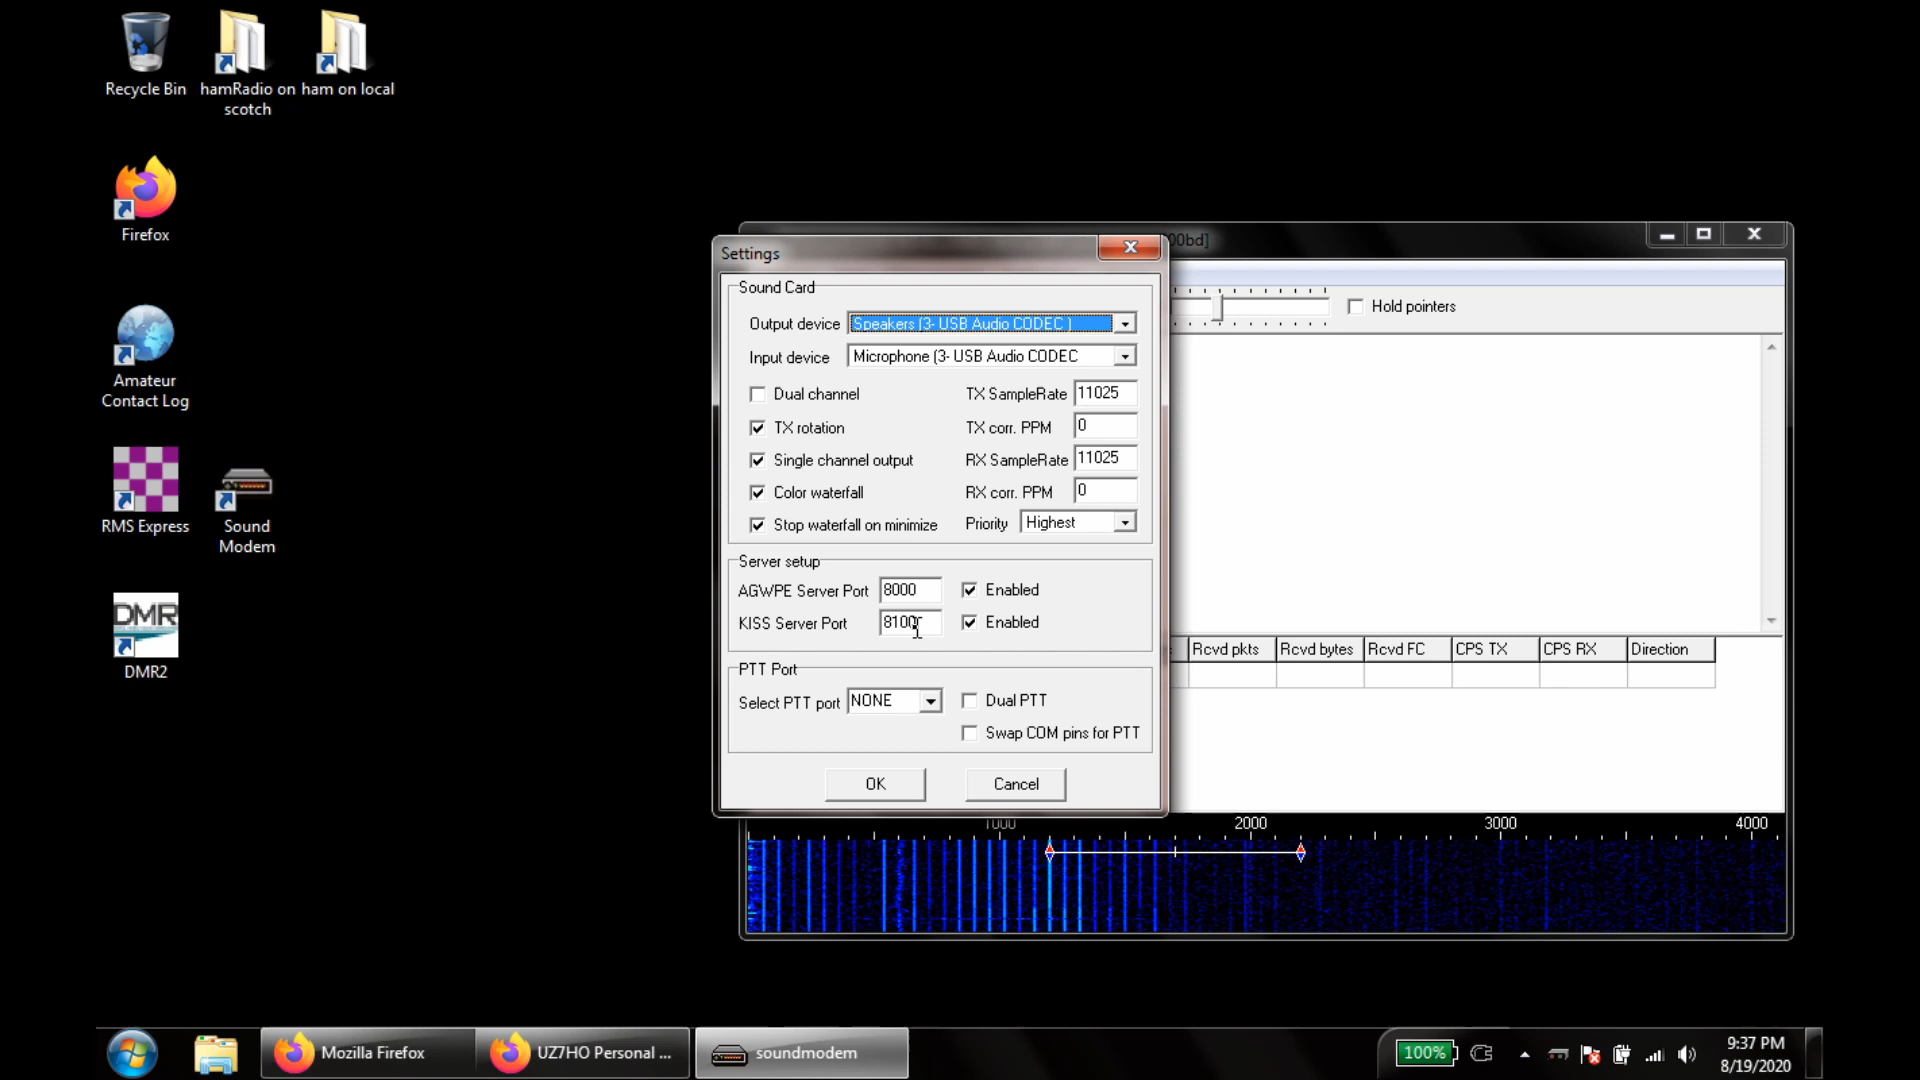 Recycle Bin
hamRadio on
scotch
ham on local
Firefox
Amateur
Contact Log
RMS Express
Sound
Modem
DMR
DMR2
00bd]
Settings
Sound Card
Output device
Speakers (3- USB Audio CODEC )
Input device
Microphone (3- USB Audio CODEC
Dual channel
TX SampleRate
11025
TX rotation
TX corr. PPM
0
Single channel output
RX SampleRate
11025
Color waterfall
RX corr. PPM
0
Stop waterfall on minimize
Priority
Highest
Server setup
AGWPE Server Port
8000
Enabled
KISS Server Port
8100
Enabled
PTT Port
Select PTT port
NONE
Dual PTT
Swap COM pins for PTT
OK
Cancel
Hold pointers
Rcvd pkts
Rcvd bytes
Rcvd FC
CPS TX
CPS RX
Direction
1000
2000
3000
4000
Mozilla Firefox
UZ7HO Personal ...
soundmodem
100%
9:37 PM
8/19/2020